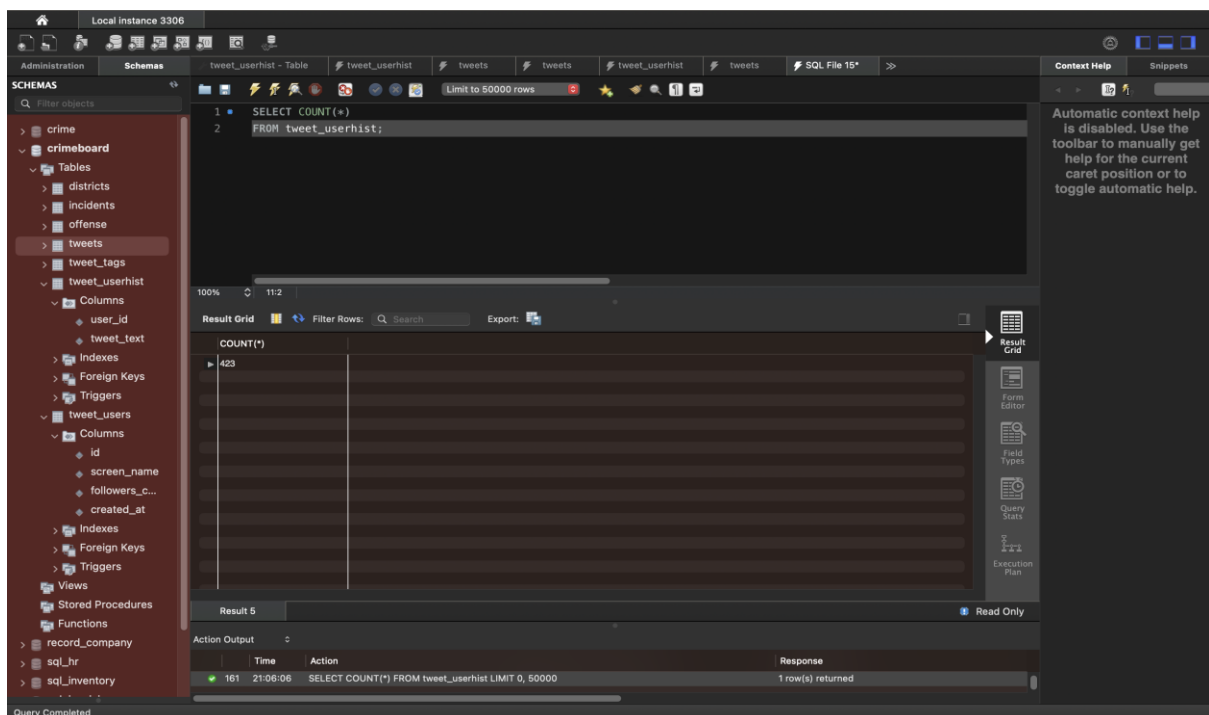 Local instance 3306
Administration Schemas
tweet_userhist - Table tweet_userhist tweets tweets tweet_userhist tweets SQL File 15* >>
Context Help Snippets
SCHEMAS
Filter objects
crime
crimeboard
Tables
districts
incidents
offense
tweets
tweet_tags
tweet_userhist
Columns
user_id
tweet_text
Indexes
Foreign Keys
Triggers
tweet_users
Columns
id
screen_name
followers_c...
created_at
Indexes
Foreign Keys
Triggers
Views
Stored Procedures
Functions
record_company
sql_hr
sql_inventory
Limit to 50000 rows
1 SELECT COUNT(*)
2 FROM tweet_userhist;
100% 11:2
Result Grid Filter Rows: Search Export:
COUNT(*)
423
Result
Grid
Form
Editor
Field
Types
Query
Stats
Execution
Plan
Result 5 Read Only
Action Output
Time Action Response
161 21:06:06 SELECT COUNT(*) FROM tweet_userhist LIMIT 0, 50000 1 row(s) returned
Automatic context help
is disabled. Use the
toolbar to manually get
help for the current
caret position or to
toggle automatic help.
Query Completed